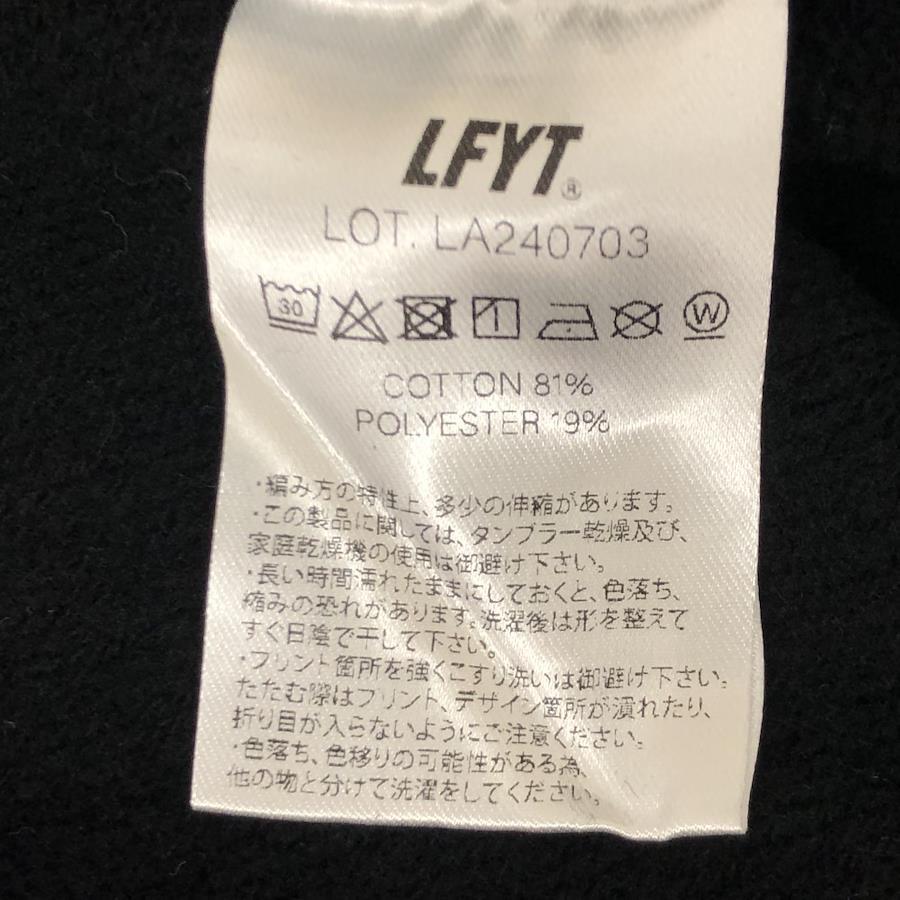 LFYT®
LOT. LA240703
30 W
COTTON 81%
POLYESTER 19%
・編み方の特性上、多少の伸縮があります。
・この製品に関しては、タンブラー乾燥及び、
家庭乾燥機の使用は御避け下さい。
・長い時間濡れたままにしておくと、色落ち、
縮みの恐れがあります。洗濯後は形を整えて
すぐ日陰で干して下さい。
・プリント箇所を強くこすり洗いは御避け下さい。
たたむ際はプリント、デザイン箇所が潰れたり、
折り目が入らないようにご注意ください。
・色落ち、色移りの可能性がある為、
他の物と分けて洗濯をしてください。